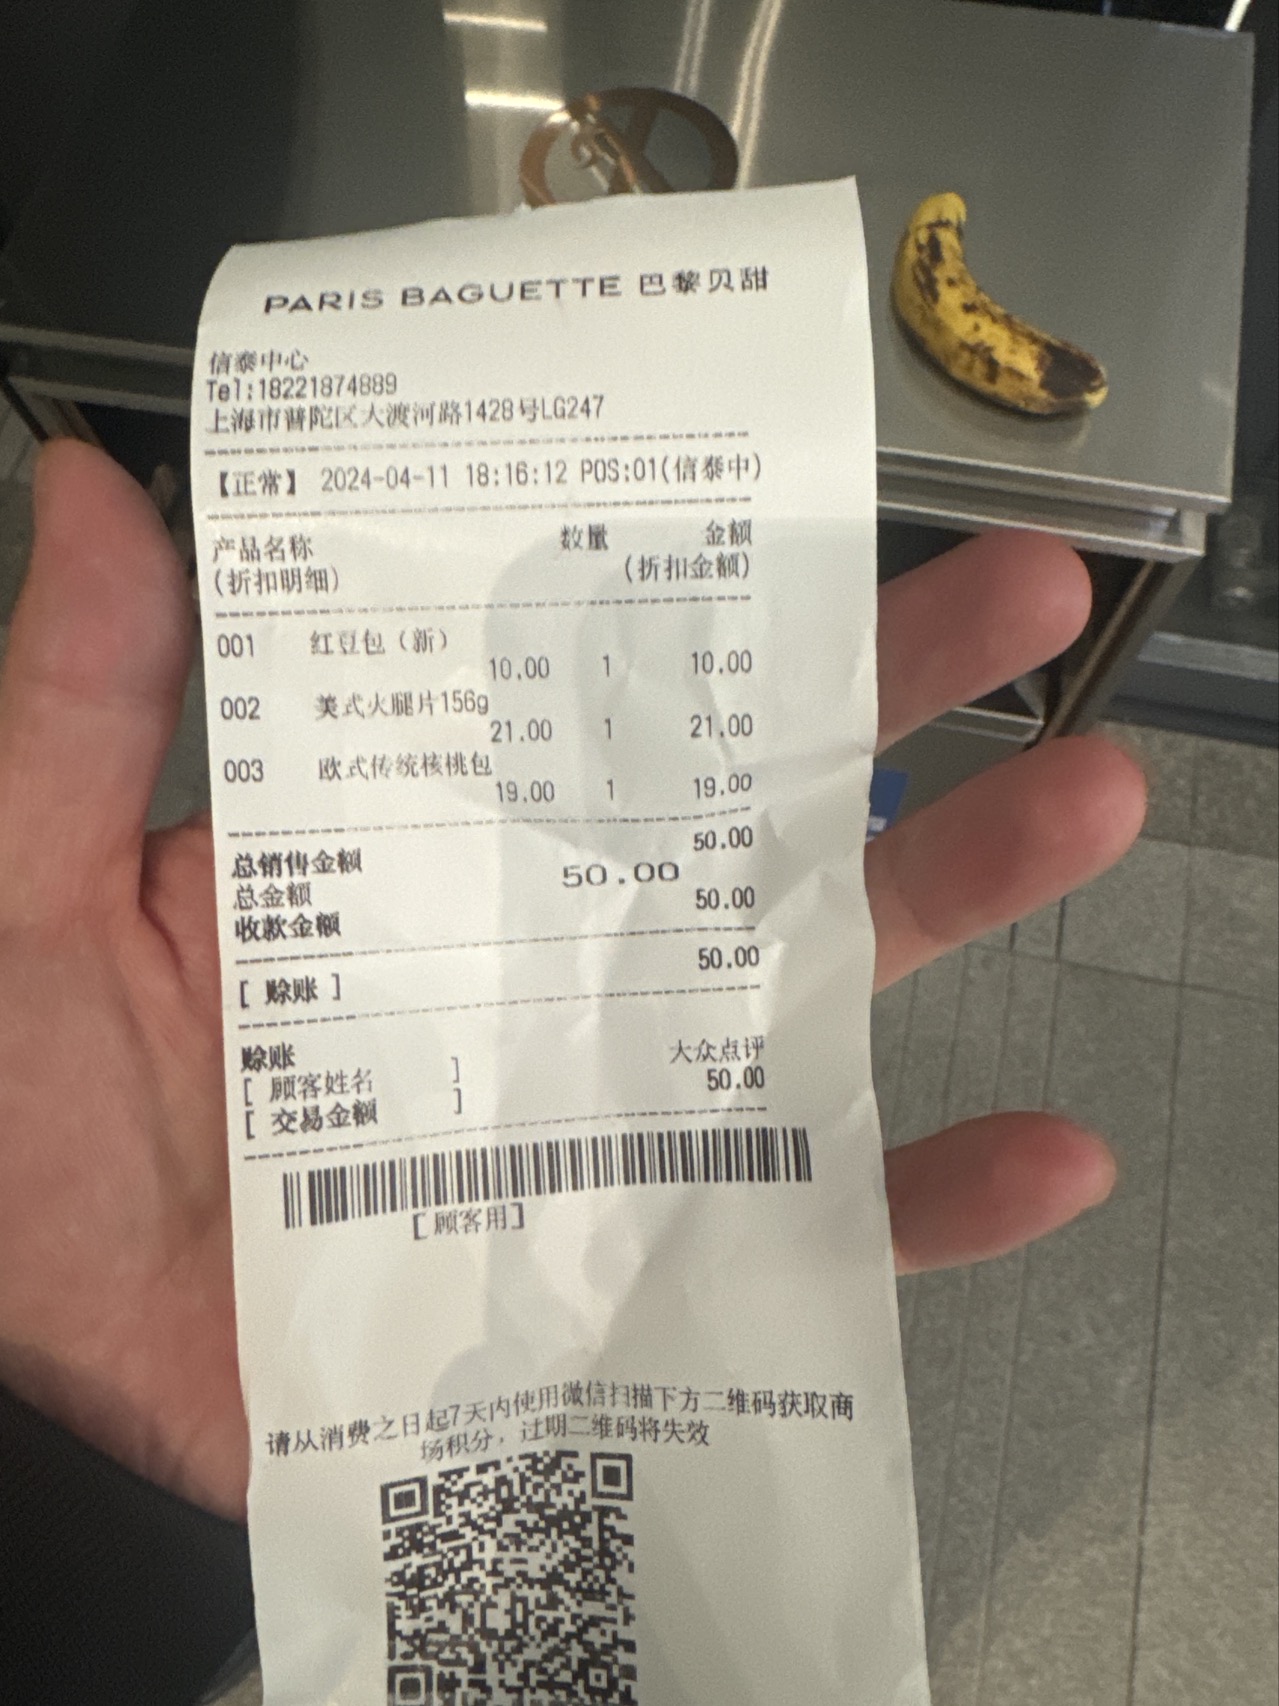 PARIS BAGUETTE 巴黎贝甜
信泰中心
Tel:18221874889
上海市普陀区大渡河路1428号LG247
【正常】 2024-04-11 18:16:12 POS:01(信泰中)
产品名称 数量 金额
(折扣明细) (折扣金额)
001 红豆包（新）
10.00 1 10.00
002 美式火腿片156g
21.00 1 21.00
003 欧式传统核桃包
19.00 1 19.00
总销售金额 50.00
总金额 50.00
收款金额 50.00
[ 赊账 ] 50.00
赊账
[ 顾客姓名 ] 大众点评
[ 交易金额 ] 50.00
[顾客用]
请从消费之日起7天内使用微信扫描下方二维码获取商
场积分，过期二维码将失效